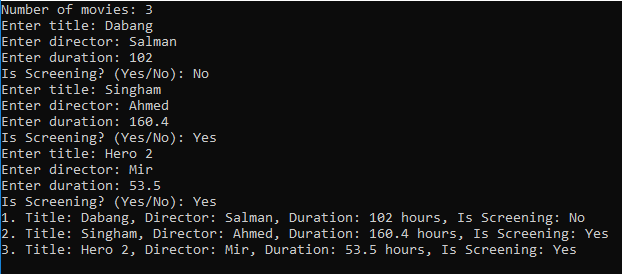 Number of movies: 3
Enter title: Dabang
Enter director: Salman
Enter duration: 102
Is Screening? (Yes/No): No
Enter title: Singham
Enter director: Ahmed
Enter duration: 160.4
Is Screening? (Yes/No): Yes
Enter title: Hero 2
Enter director: Mir
Enter duration: 53.5
Is Screening? (Yes/No): Yes
1. Title: Dabang, Director: Salman, Duration: 102 hours, Is Screening: No
2. Title: Singham, Director: Ahmed, Duration: 160.4 hours, Is Screening: Yes
3. Title: Hero 2, Director: Mir, Duration: 53.5 hours, Is Screening: Yes